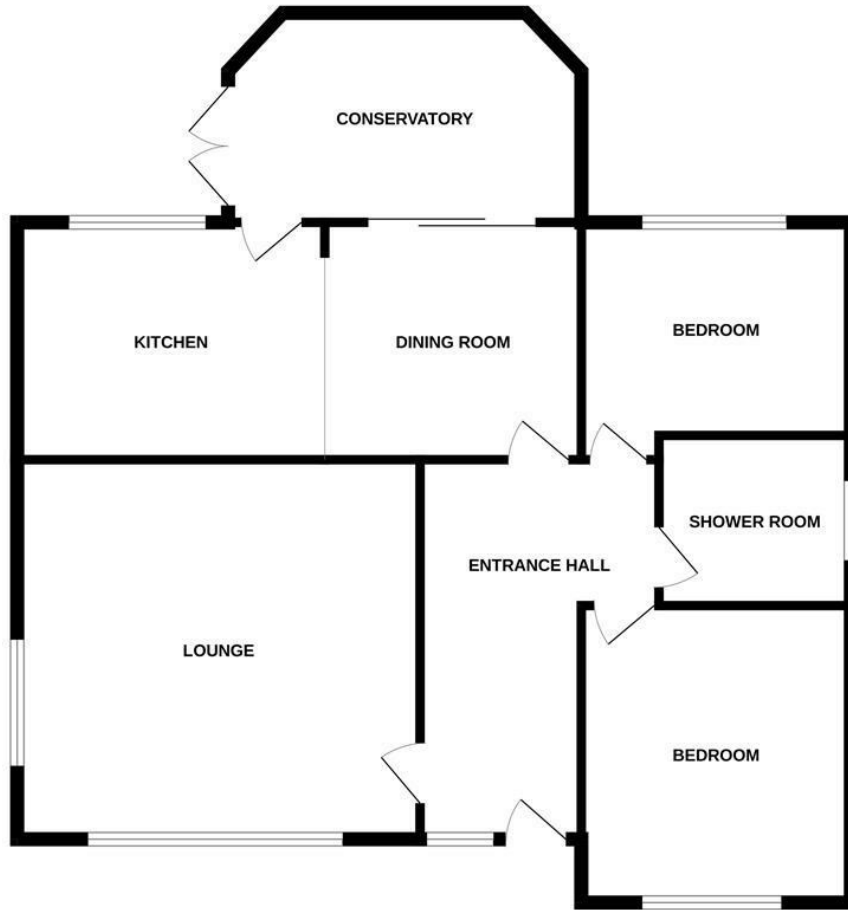 CONSERVATORY
KITCHEN
DINING ROOM
BEDROOM
SHOWER ROOM
ENTRANCE HALL
LOUNGE
BEDROOM